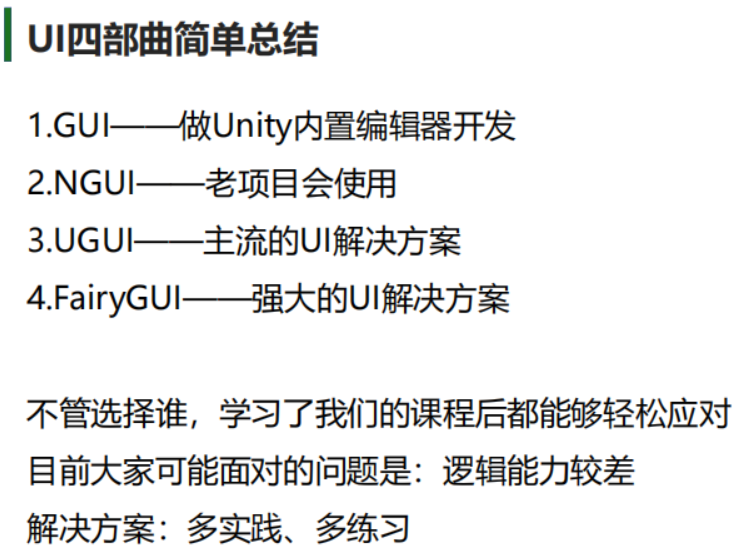 UI四部曲简单总结
1.GUI——做Unity内置编辑器开发
2.NGUI——老项目会使用
3.UGUI——主流的UI解决方案
4.FairyGUI——强大的UI解决方案
不管选择谁，学习了我们的课程后都能够轻松应对
目前大家可能面对的问题是：逻辑能力较差
解决方案：多实践、多练习